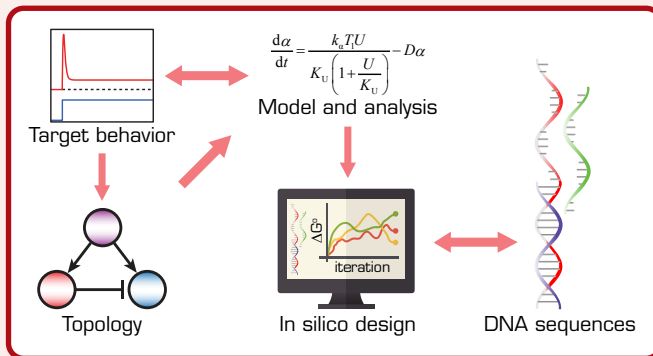 dα/dt = k_α T_1 U / K_U (1 + U/K_U) − Dα
Target behavior
Model and analysis
ΔG°
iteration
Topology
In silico design
DNA sequences